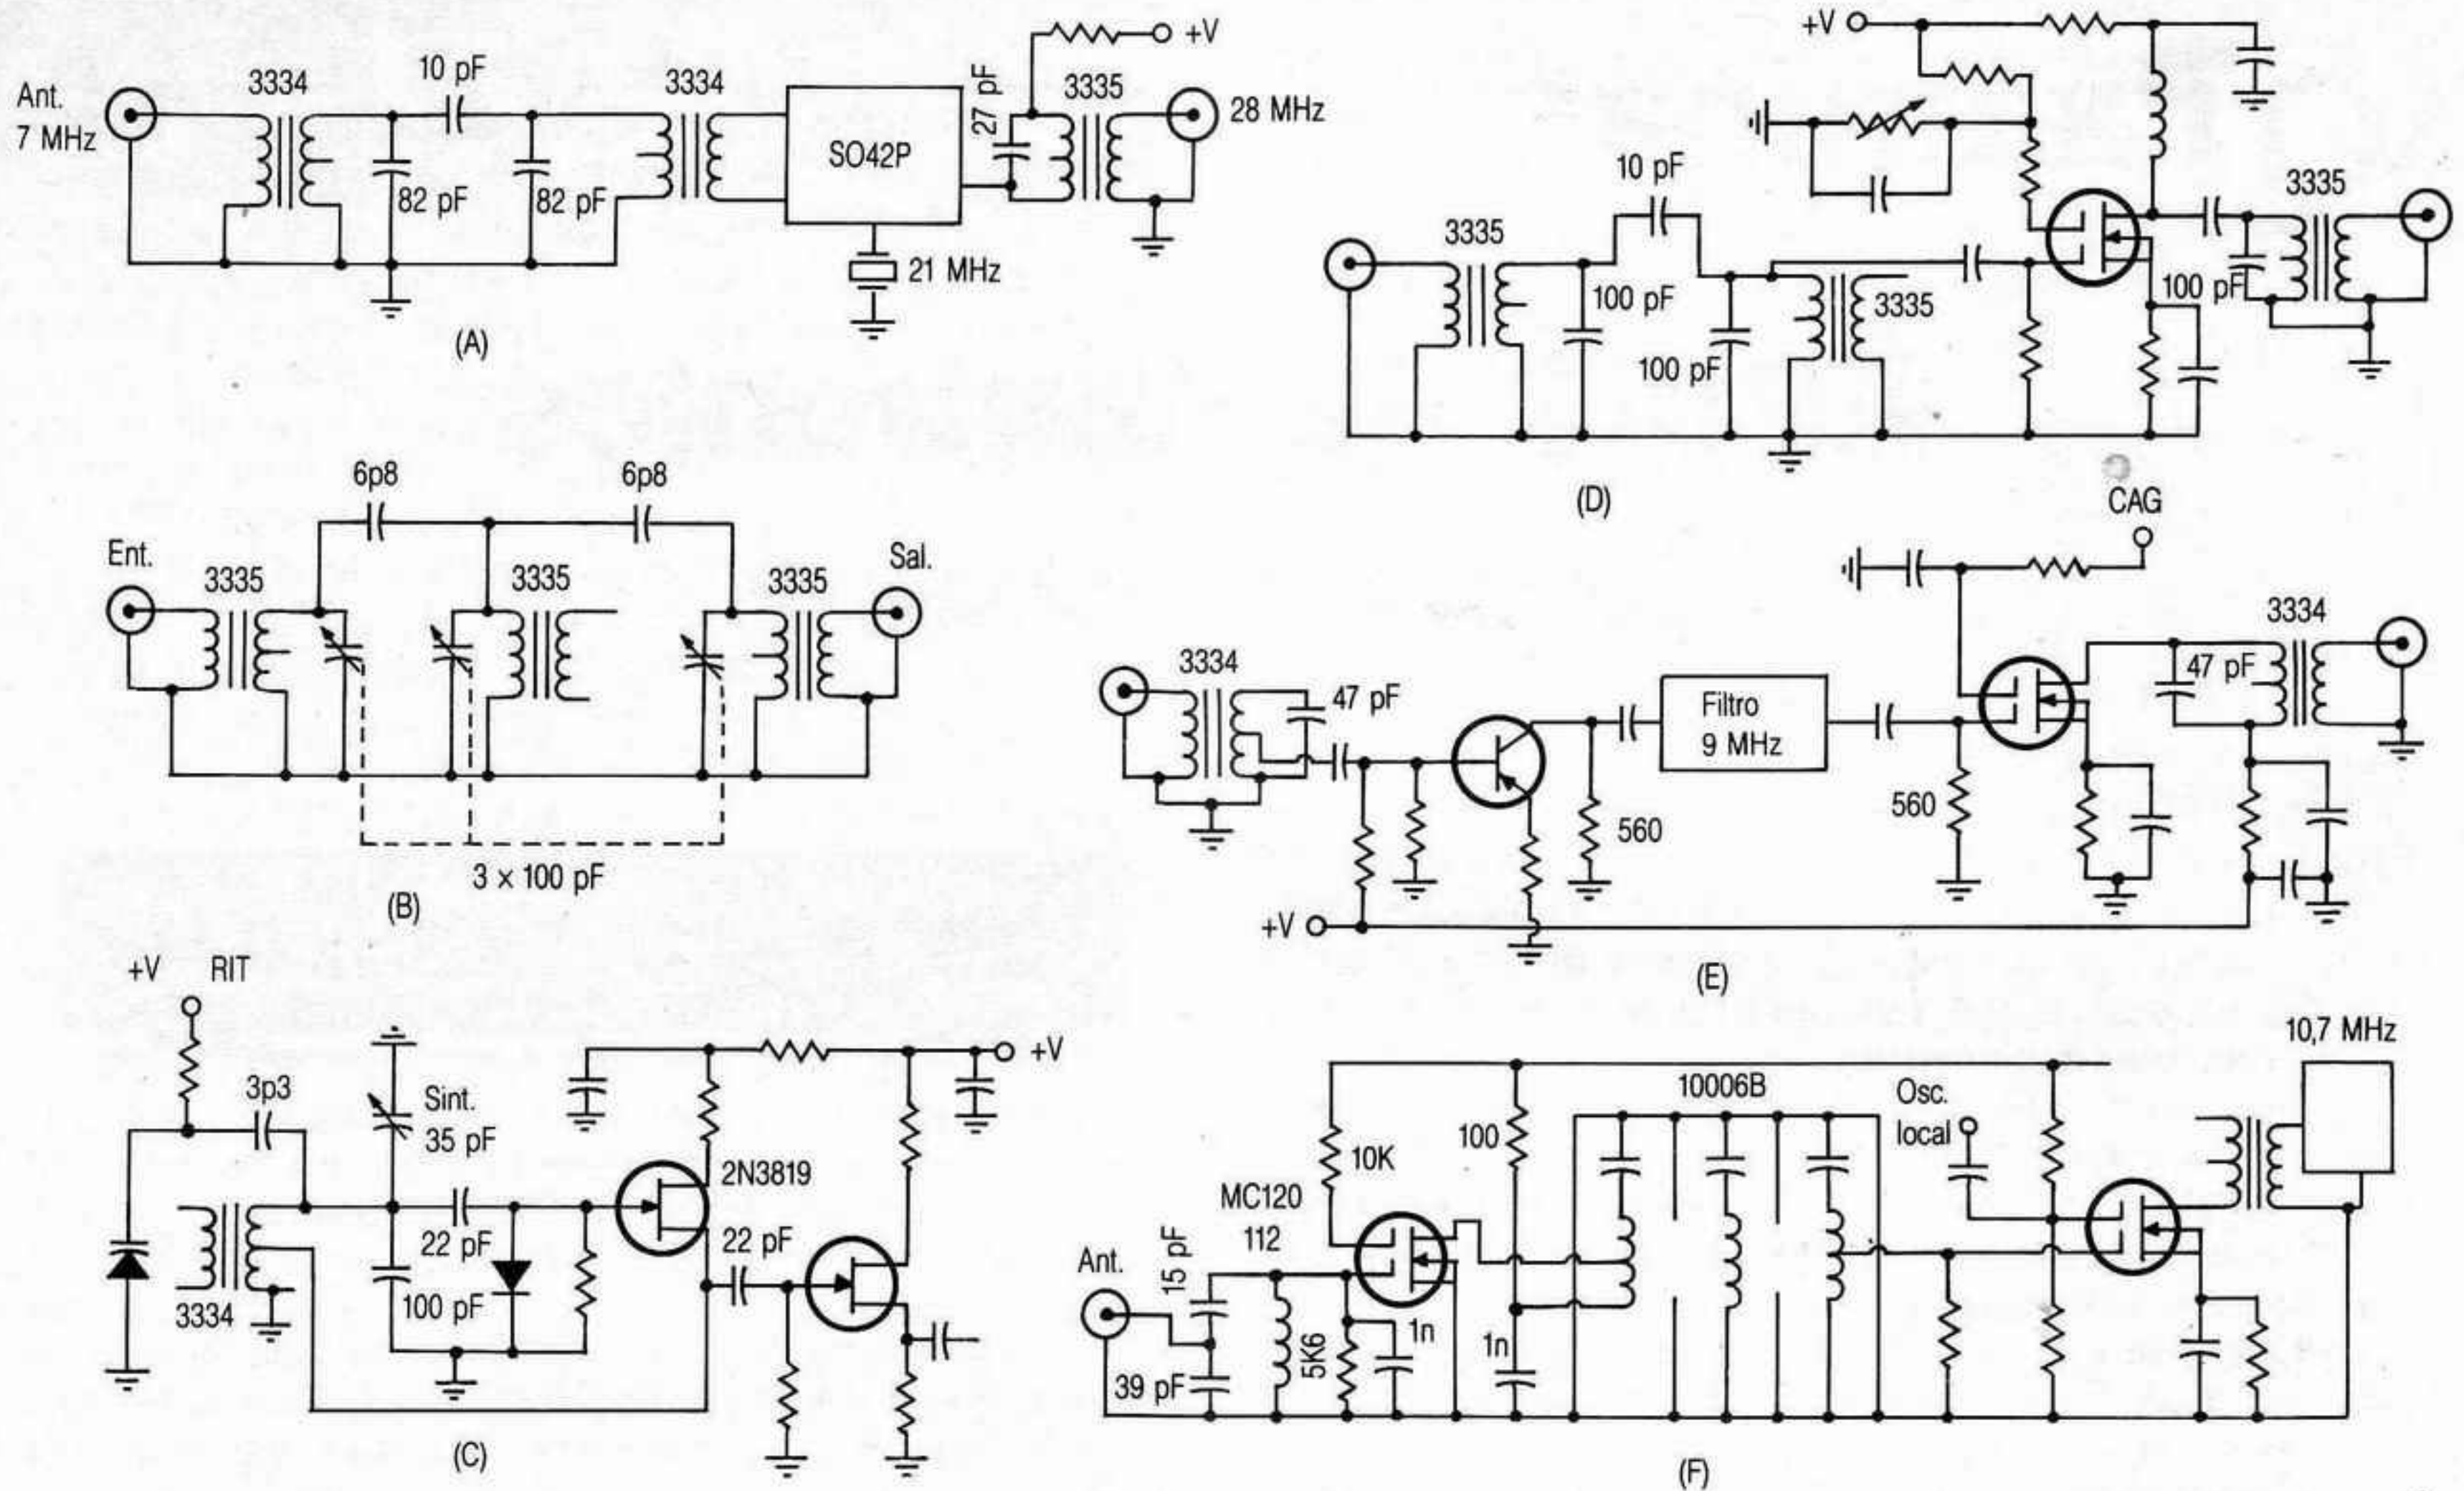 Ant.
7 MHz
3334
10 pF
82 pF
82 pF
3334
SO42P
21 MHz
27 pF
+V
3335
28 MHz
(A)
6p8
6p8
Ent.
3335
3335
3335
Sal.
3 x 100 pF
(B)
+V
RIT
3p3
3334
Sint.
35 pF
22 pF
100 pF
2N3819
22 pF
+V
(C)
+V
3335
10 pF
100 pF
100 pF
3335
3335
100 pF
(D)
CAG
3334
47 pF
560
Filtro
9 MHz
560
3334
47 pF
+V
(E)
Ant.
15 pF
39 pF
MC120
112
10K
5K6
1n
100
1n
10006B
Osc.
local
10,7 MHz
(F)